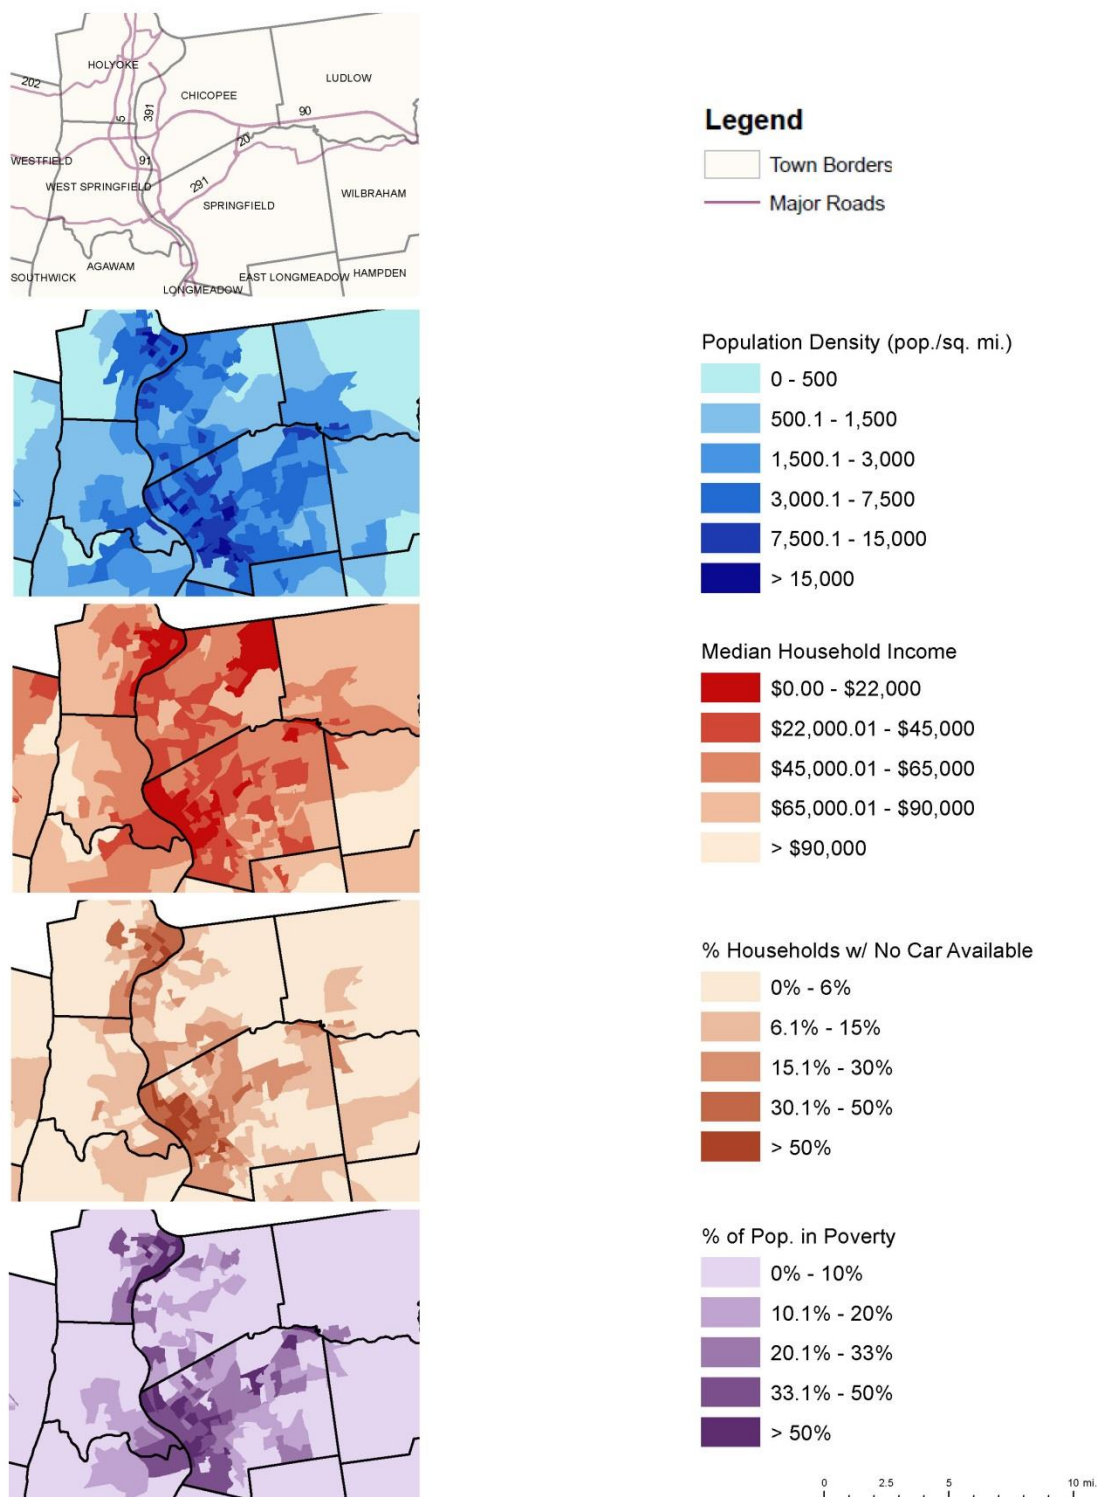 HOLYOKE
LUDLOW
202
CHICOPEE
5
391
90
20
WESTFIELD
91
WEST SPRINGFIELD
291
WILBRAHAM
SPRINGFIELD
AGAWAM
SOUTHWICK
EAST LONGMEADOW
HAMPDEN
LONGMEADOW
Legend
Town Borders
Major Roads
Population Density (pop./sq. mi.)
0 - 500
500.1 - 1,500
1,500.1 - 3,000
3,000.1 - 7,500
7,500.1 - 15,000
> 15,000
Median Household Income
$0.00 - $22,000
$22,000.01 - $45,000
$45,000.01 - $65,000
$65,000.01 - $90,000
> $90,000
% Households w/ No Car Available
0% - 6%
6.1% - 15%
15.1% - 30%
30.1% - 50%
> 50%
% of Pop. in Poverty
0% - 10%
10.1% - 20%
20.1% - 33%
33.1% - 50%
> 50%
0 2.5 5 10 mi.